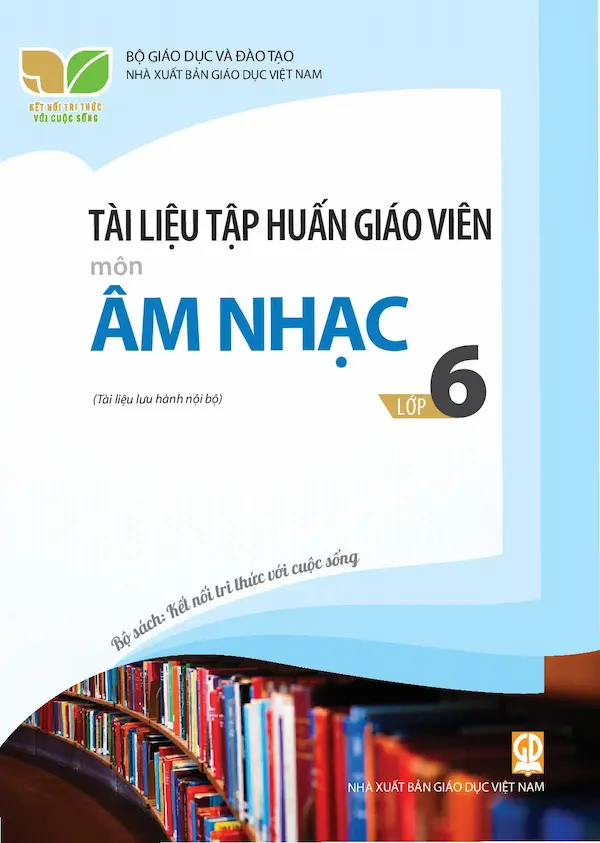 BỘ GIÁO DỤC VÀ ĐÀO TẠO
NHÀ XUẤT BẢN GIÁO DỤC VIỆT NAM
KẾT NỐI TRI THỨC
VỚI CUỘC SỐNG
TÀI LIỆU TẬP HUẤN GIÁO VIÊN
môn
ÂM NHẠC
(Tài liệu lưu hành nội bộ)
LỚP 6
Bộ sách: Kết nối tri thức với cuộc sống
GD
NHÀ XUẤT BẢN GIÁO DỤC VIỆT NAM